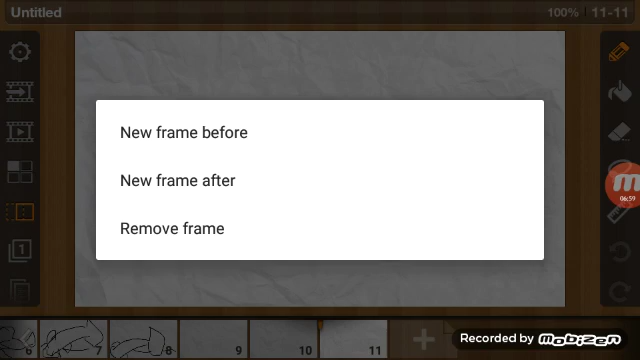 Untitled
100% 11-11
New frame before
New frame after
Remove frame
1
06:59
6 7 8 9 10 11
Recorded by MOBIZEN